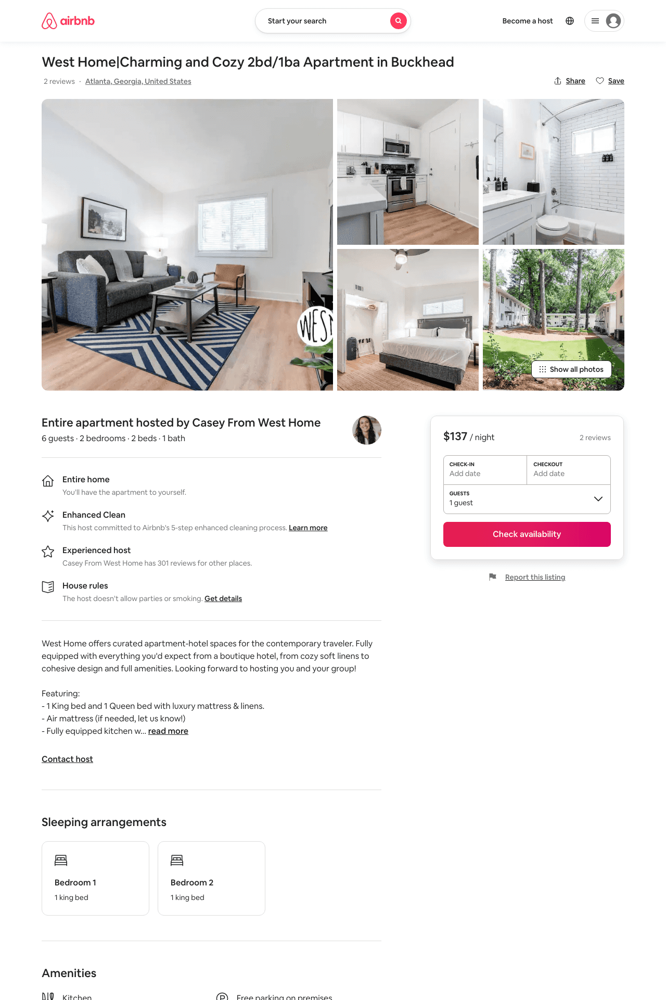 airbnb
Start your search
Become a host
West Home|Charming and Cozy 2bd/1ba Apartment in Buckhead
2 reviews · Atlanta, Georgia, United States
Share
Save
WEST
Show all photos
Entire apartment hosted by Casey From West Home
6 guests · 2 bedrooms · 2 beds · 1 bath
Entire home
You’ll have the apartment to yourself.
Enhanced Clean
This host committed to Airbnb's 5-step enhanced cleaning process. Learn more
Experienced host
Casey From West Home has 301 reviews for other places.
House rules
The host doesn’t allow parties or smoking. Get details
$137 / night
2 reviews
CHECK-IN
Add date
CHECKOUT
Add date
GUESTS
1 guest
Check availability
Report this listing
West Home offers curated apartment-hotel spaces for the contemporary traveler. Fully
equipped with everything you'd expect from a boutique hotel, from cozy soft linens to
cohesive design and full amenities. Looking forward to hosting you and your group!
Featuring:
- 1 King bed and 1 Queen bed with luxury mattress & linens.
- Air mattress (if needed, let us know!)
- Fully equipped kitchen w... read more
Contact host
Sleeping arrangements
Bedroom 1
1 king bed
Bedroom 2
1 king bed
Amenities
Kitchen
Free parking on premises